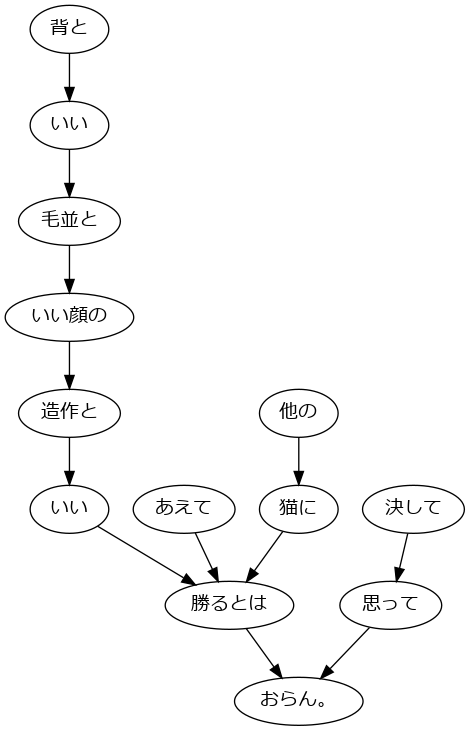 背と
いい
毛並と
いい顔の
造作と
他の
いい
あえて
猫に
決して
勝るとは
思って
おらん。